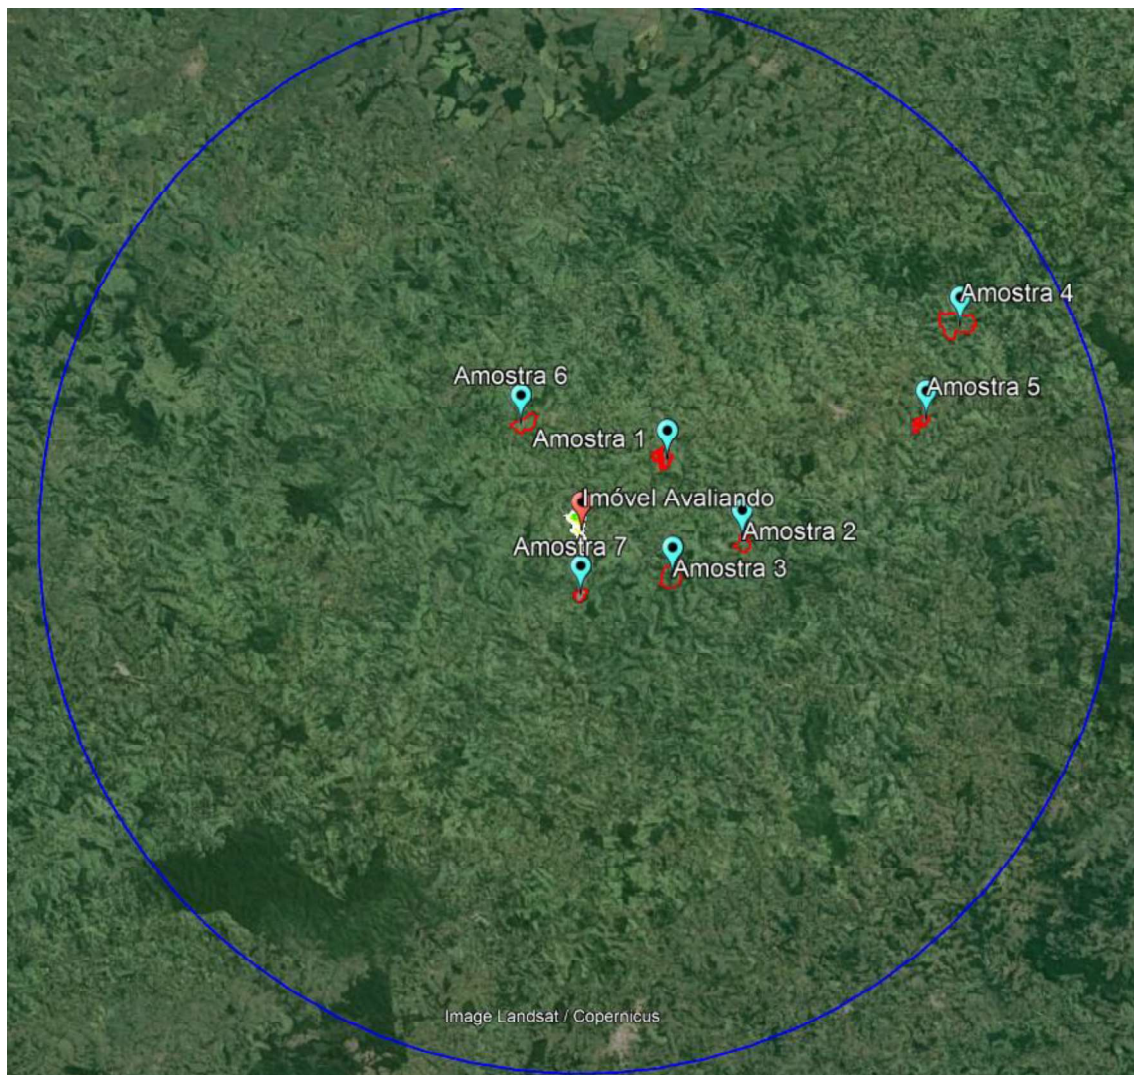 Amostra 4
Amostra 6
Amostra 5
Amostra 1
Imóvel Avaliando
Amostra 2
Amostra 7
Amostra 3
Image Landsat / Copernicus